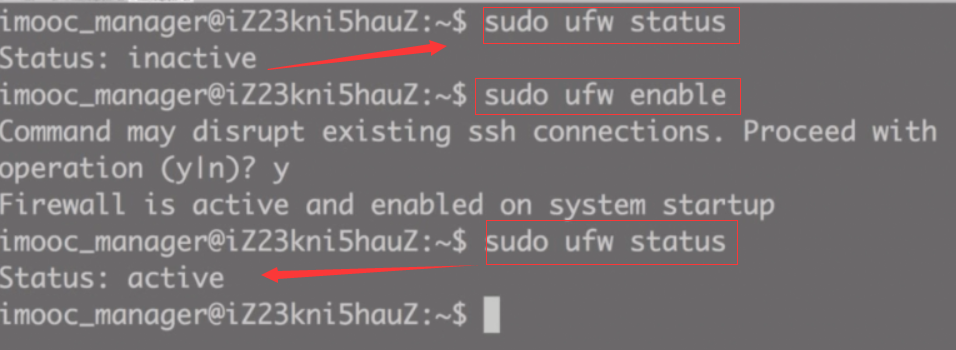 imooc_manager@iZ23kni5hauZ:~$ sudo ufw status
Status: inactive
imooc_manager@iZ23kni5hauZ:~$ sudo ufw enable
Command may disrupt existing ssh connections. Proceed with
operation (y|n)? y
Firewall is active and enabled on system startup
imooc_manager@iZ23kni5hauZ:~$ sudo ufw status
Status: active
imooc_manager@iZ23kni5hauZ:~$